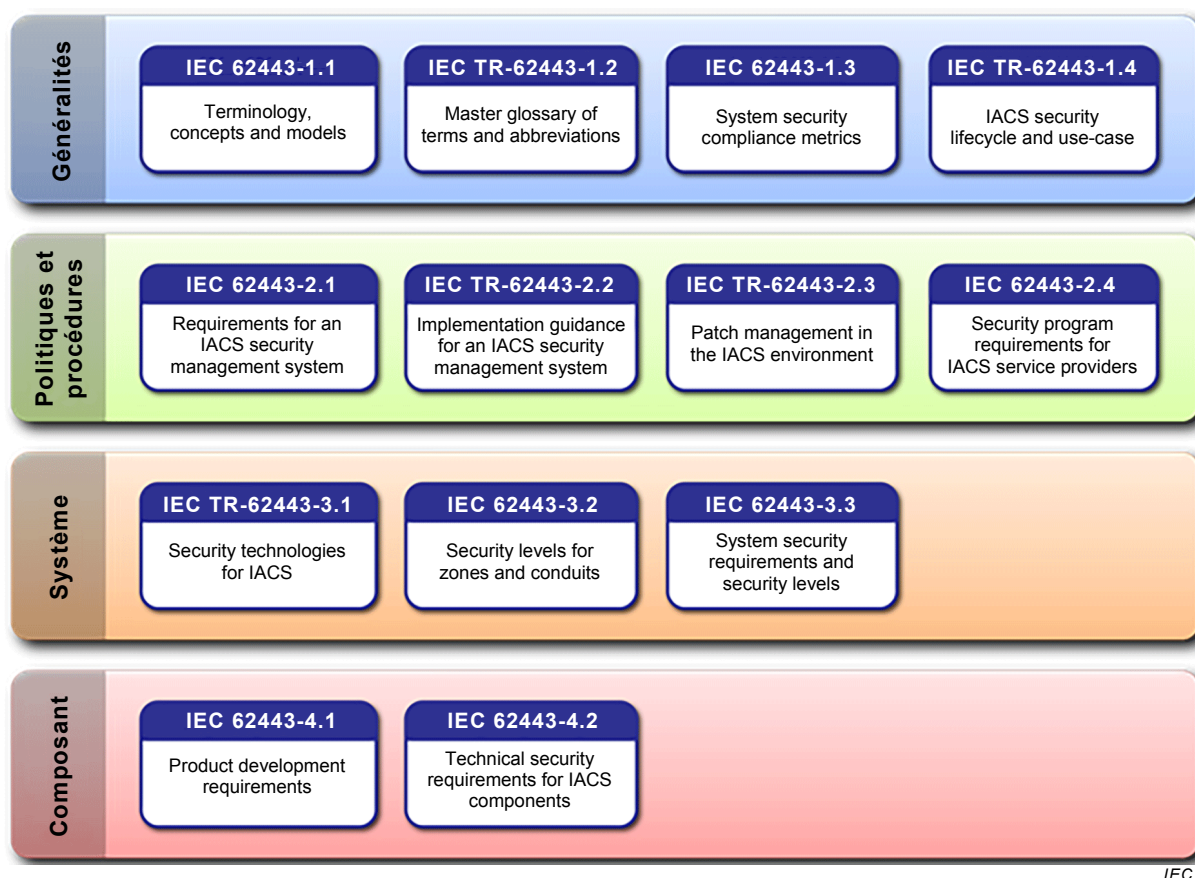 Généralités
IEC 62443-1.1
Terminology,
concepts and models
IEC TR-62443-1.2
Master glossary of
terms and abbreviations
IEC 62443-1.3
System security
compliance metrics
IEC TR-62443-1.4
IACS security
lifecycle and use-case
Politiques et
procédures
IEC 62443-2.1
Requirements for an
IACS security
management system
IEC TR-62443-2.2
Implementation guidance
for an IACS security
management system
IEC TR-62443-2.3
Patch management in
the IACS environment
IEC 62443-2.4
Security program
requirements for
IACS service providers
Système
IEC TR-62443-3.1
Security technologies
for IACS
IEC 62443-3.2
Security levels for
zones and conduits
IEC 62443-3.3
System security
requirements and
security levels
Composant
IEC 62443-4.1
Product development
requirements
IEC 62443-4.2
Technical security
requirements for IACS
components
IEC